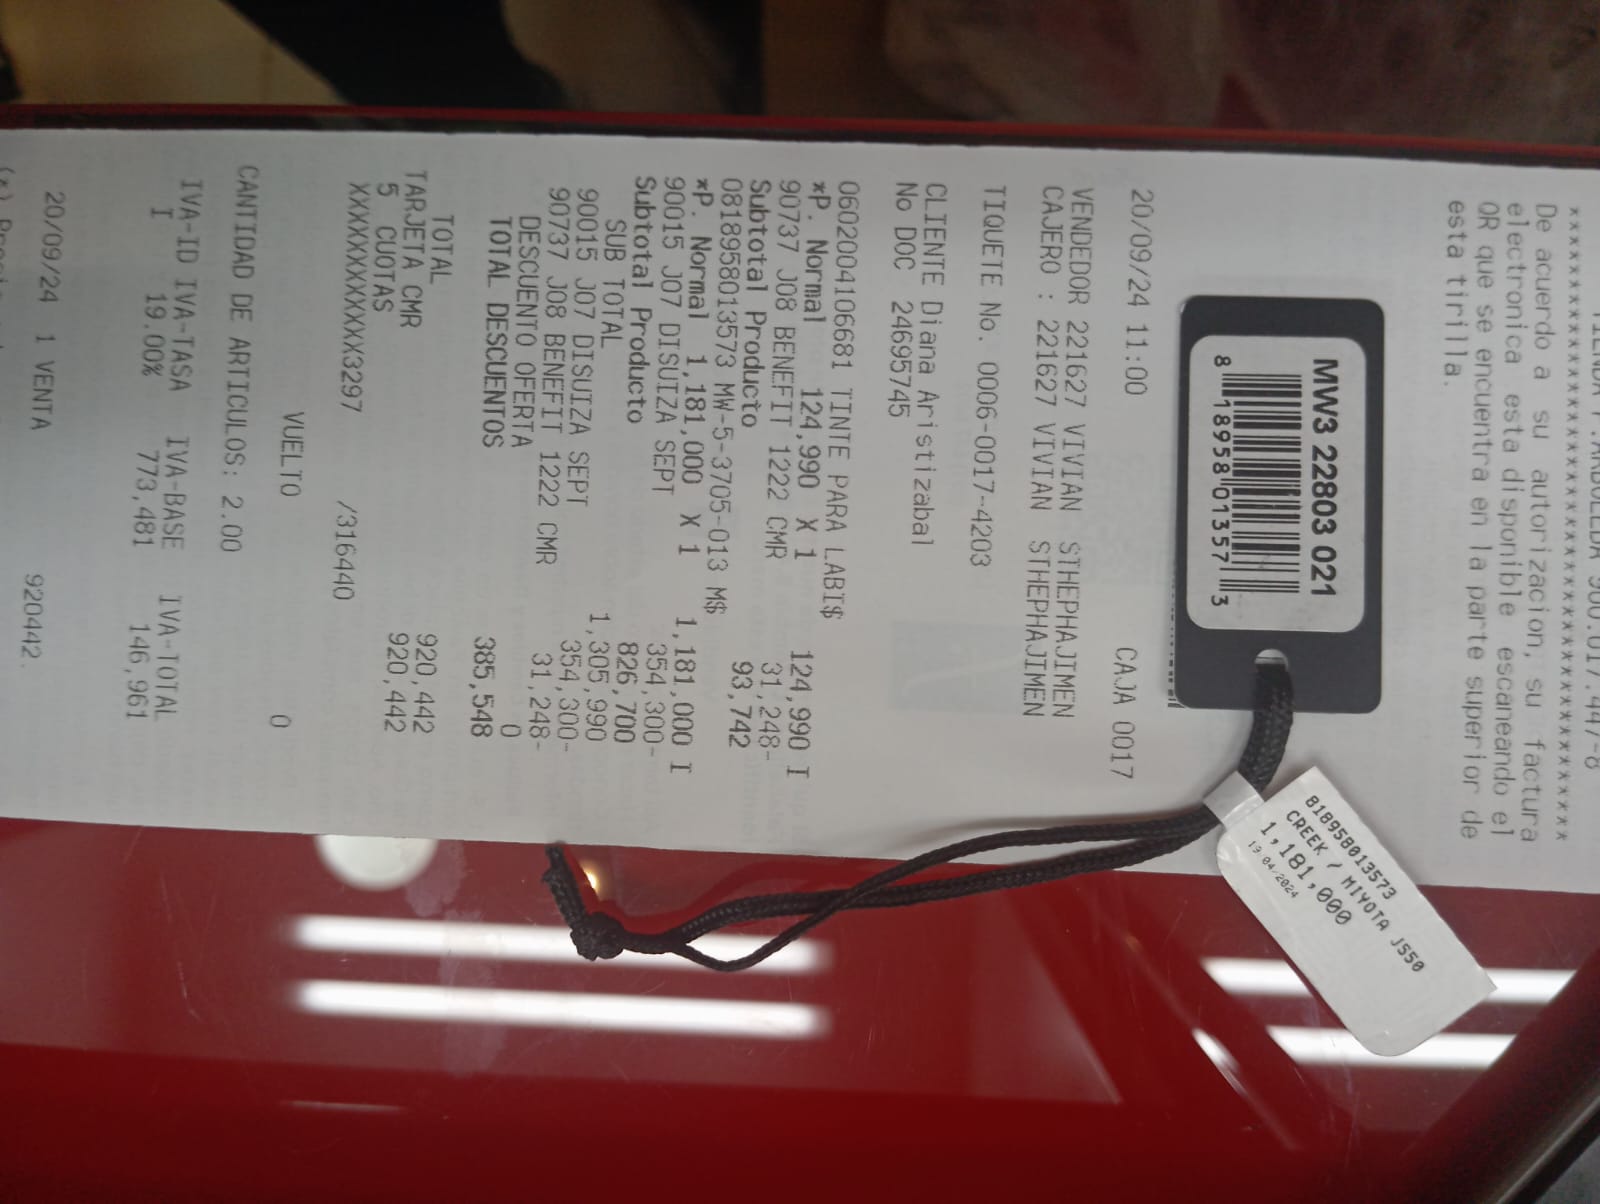 900.017.447-8
****************************************
De acuerdo a su autorizacion, su factura
electronica esta disponible escaneando el
QR que se encuentra en la parte superior de
esta tirilla.
20/09/24 11:00 CAJA 0017
VENDEDOR 221627 VIVIAN STHEPHAJIMEN
CAJERO : 221627 VIVIAN STHEPHAJIMEN
TIQUETE No. 0006-0017-4203
CLIENTE Diana Aristizabal
No DOC 24695745
0602004106681 TINTE PARA LABI$
*P. Normal 124,990 X 1 124,990 I
90737 J08 BENEFIT 1222 CMR 31,248-
Subtotal Producto 93,742
0818958013573 MW-5-3705-013 M$
*P. Normal 1,181,000 X 1 1,181,000 I
90015 J07 DISUIZA SEPT 354,300-
Subtotal Producto 826,700
SUB TOTAL 1,305,990
90015 J07 DISUIZA SEPT 354,300-
90737 J08 BENEFIT 1222 CMR 31,248-
DESCUENTO OFERTA 0
TOTAL DESCUENTOS 385,548
TOTAL 920,442
TARJETA CMR 920,442
5 CUOTAS
XXXXXXXXXXXX3297 /316440
VUELTO 0
CANTIDAD DE ARTICULOS: 2.00
IVA-ID IVA-TASA IVA-BASE IVA-TOTAL
I 19.00% 773,481 146,961
20/09/24 1 VENTA 920442.
MW3 22803 021
8 18958 01357 3
818958013573
CREEK / MIYOTA JS50
1,181,000
19/04/2024